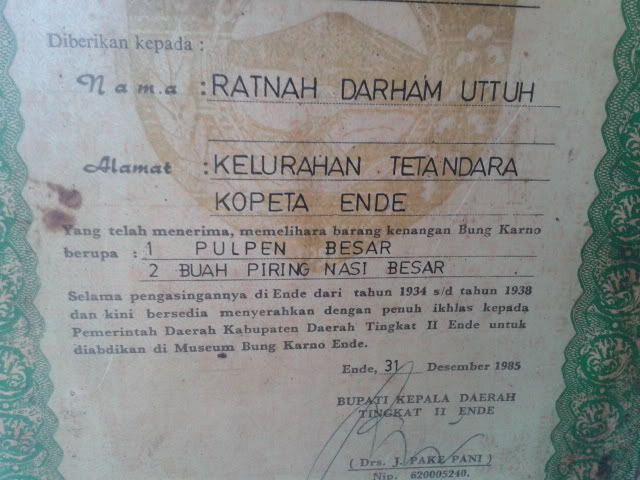 Diberikan kepada :
Nama : RATNAH DARHAM UTTUH
Alamat : KELURAHAN TETANDARA
KOPETA ENDE
Yang telah menerima, memelihara barang kenangan Bung Karno
berupa : 1 PULPEN BESAR
2 BUAH PIRING NASI BESAR
Selama pengasingannya di Ende dari tahun 1934 s/d tahun 1938
dan kini bersedia menyerahkan dengan penuh ikhlas kepada
Pemerintah Daerah Kabupaten Daerah Tingkat II Ende untuk
diabdikan di Museum Bung Karno Ende.
Ende, 31 Desember 1985
BUPATI KEPALA DAERAH
TINGKAT II ENDE
( Drs. J. PAKE PANI )
Nip. 620005240.